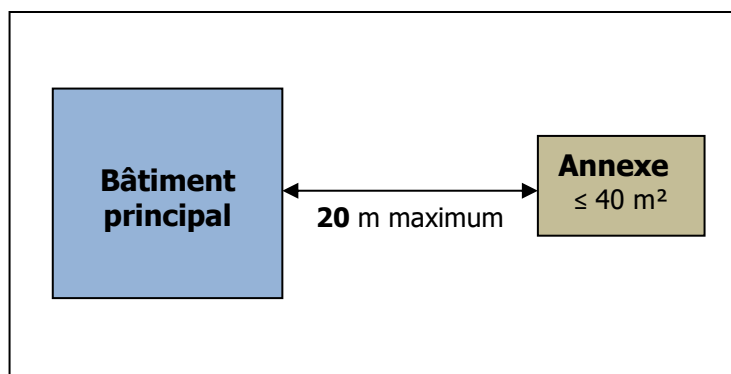 Bâtiment
principal
20 m maximum
Annexe
≤ 40 m²